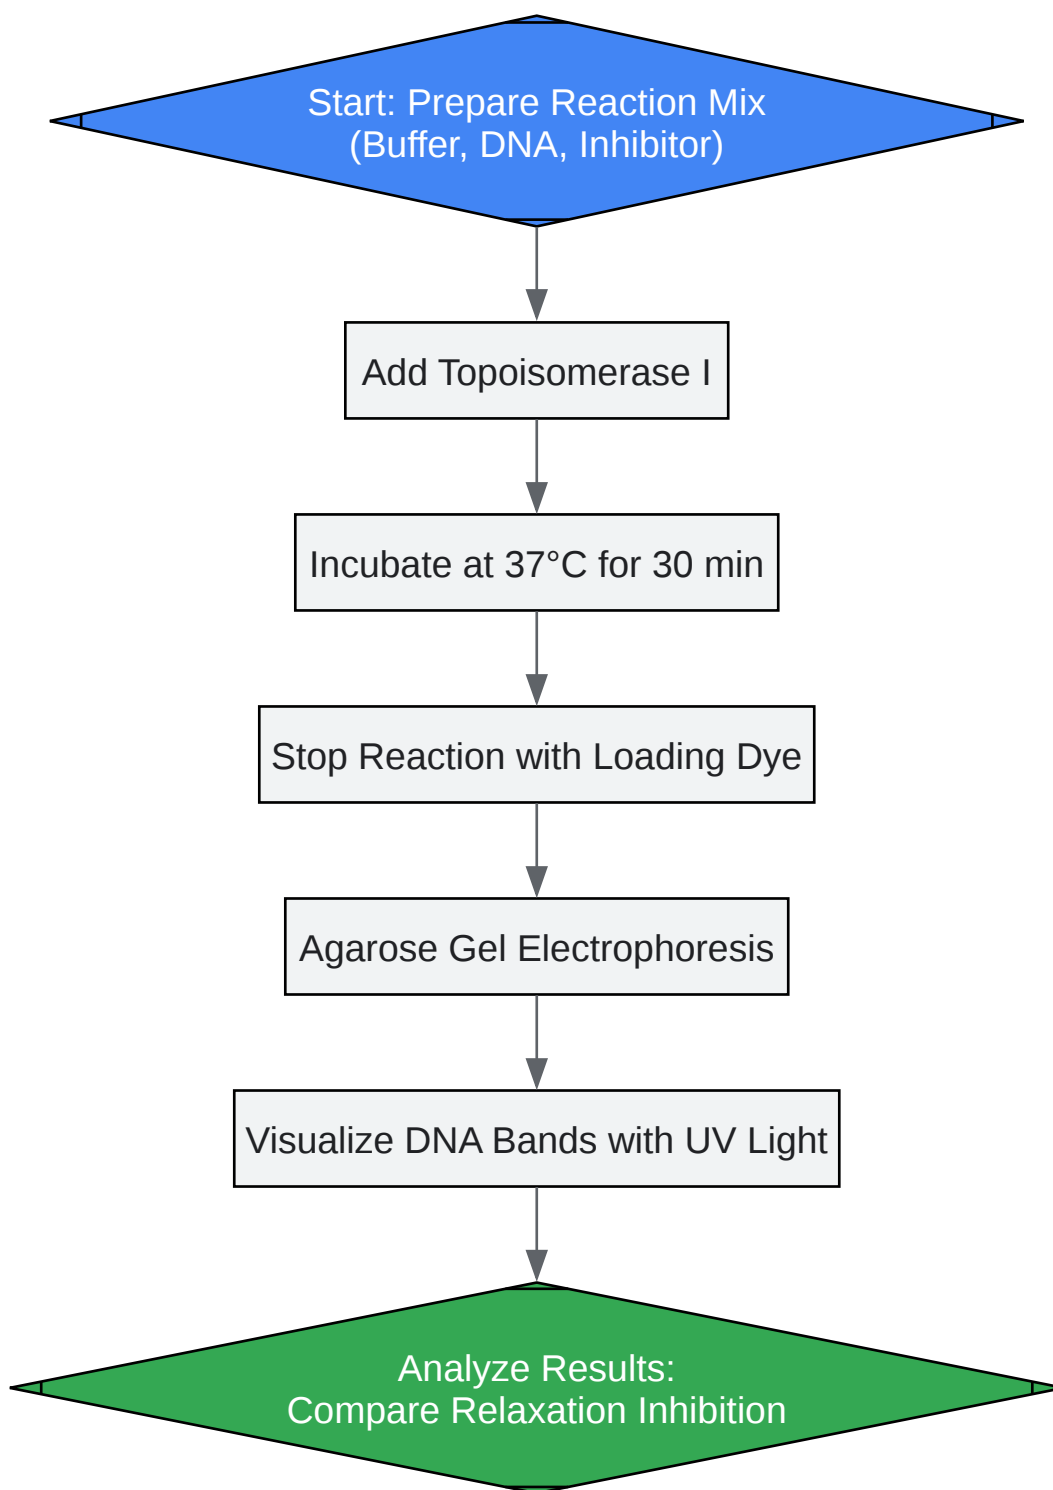 Start: Prepare Reaction Mix
(Buffer, DNA, Inhibitor)
Add Topoisomerase I
Incubate at 37°C for 30 min
Stop Reaction with Loading Dye
Agarose Gel Electrophoresis
Visualize DNA Bands with UV Light
Analyze Results:
Compare Relaxation Inhibition